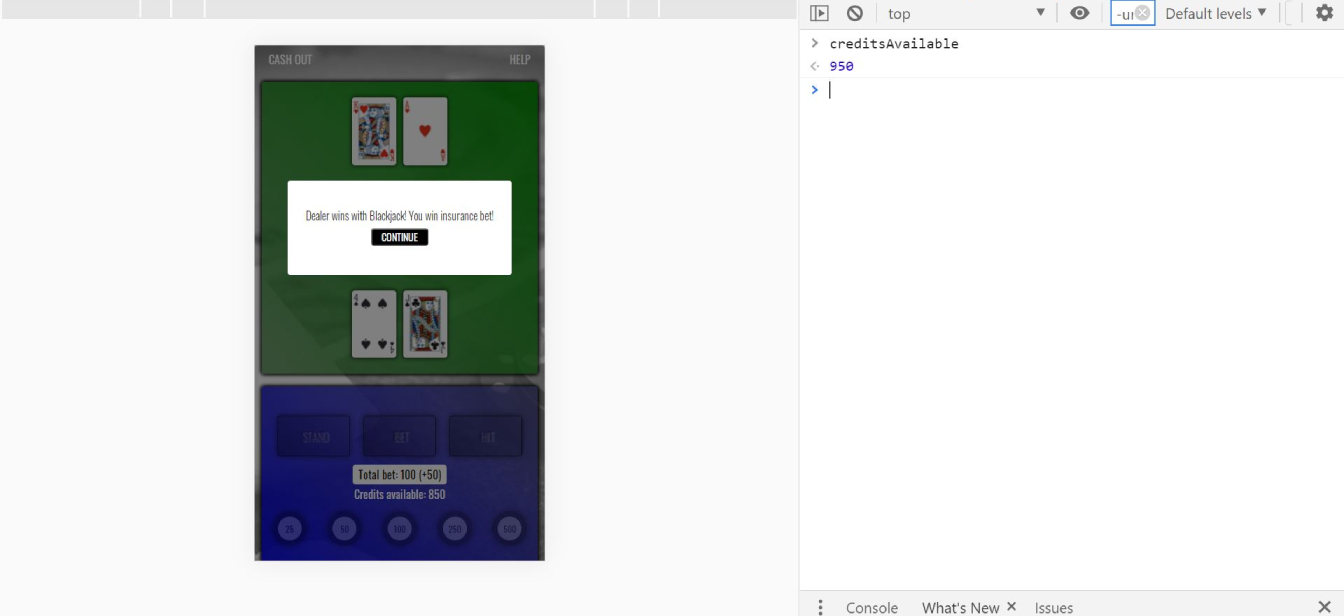 CASH OUT HELP
K A
Dealer wins with Blackjack! You win insurance bet!
CONTINUE
4 J
STAND BET HIT
Total bet: 100 (+50)
Credits available: 850
25 50 100 250 500
top Default levels
creditsAvailable
950
Console What's New Issues